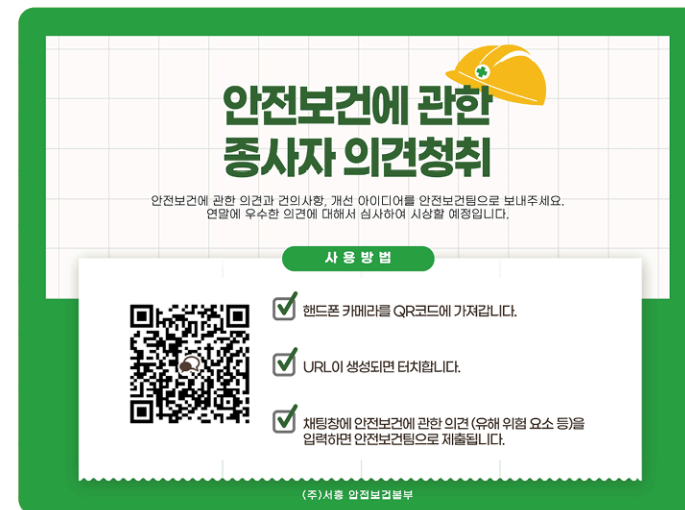 안전보건에 관한
종사자 의견청취
안전보건에 관한 의견과 건의사항, 개선 아이디어를 안전보건팀으로 보내주세요.
연말에 우수한 의견에 대해서 심사하여 시상할 예정입니다.
사용방법
핸드폰 카메라를 QR코드에 가져갑니다.
URL이 생성되면 터치합니다.
채팅창에 안전보건에 관한 의견 (유해 위험 요소 등)을
입력하면 안전보건팀으로 제출됩니다.
(주)서흥 안전보건본부